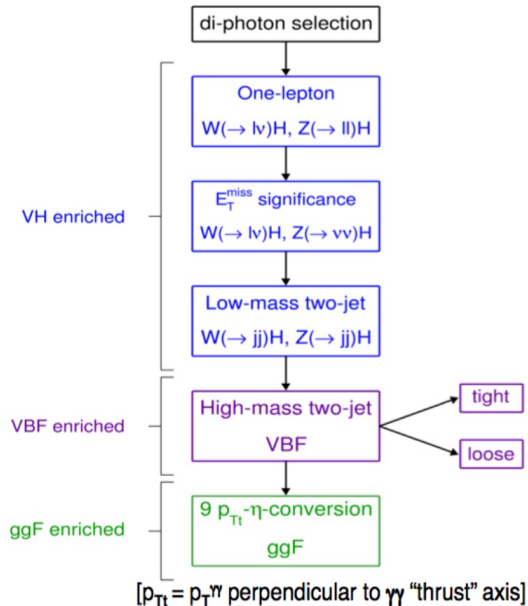 di-photon selection
One-lepton
W(→ lν)H, Z(→ ll)H
VH enriched
E_T^miss significance
W(→ lν)H, Z(→ νν)H
Low-mass two-jet
W(→ jj)H, Z(→ jj)H
VBF enriched
High-mass two-jet
VBF
tight
loose
ggF enriched
9 p_Tt-η-conversion
ggF
[p_Tt = p_T^γγ perpendicular to γγ “thrust” axis]